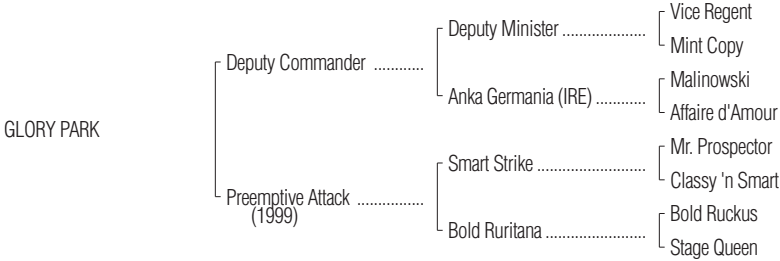 Vice Regent
Deputy Minister ....................
Mint Copy
Deputy Commander ............
Malinowski
Anka Germania (IRE) ............
Affaire d'Amour
GLORY PARK
Mr. Prospector
Smart Strike ..........................
Classy 'n Smart
Preemptive Attack ................
(1999)
Bold Ruckus
Bold Ruritana ........................
Stage Queen